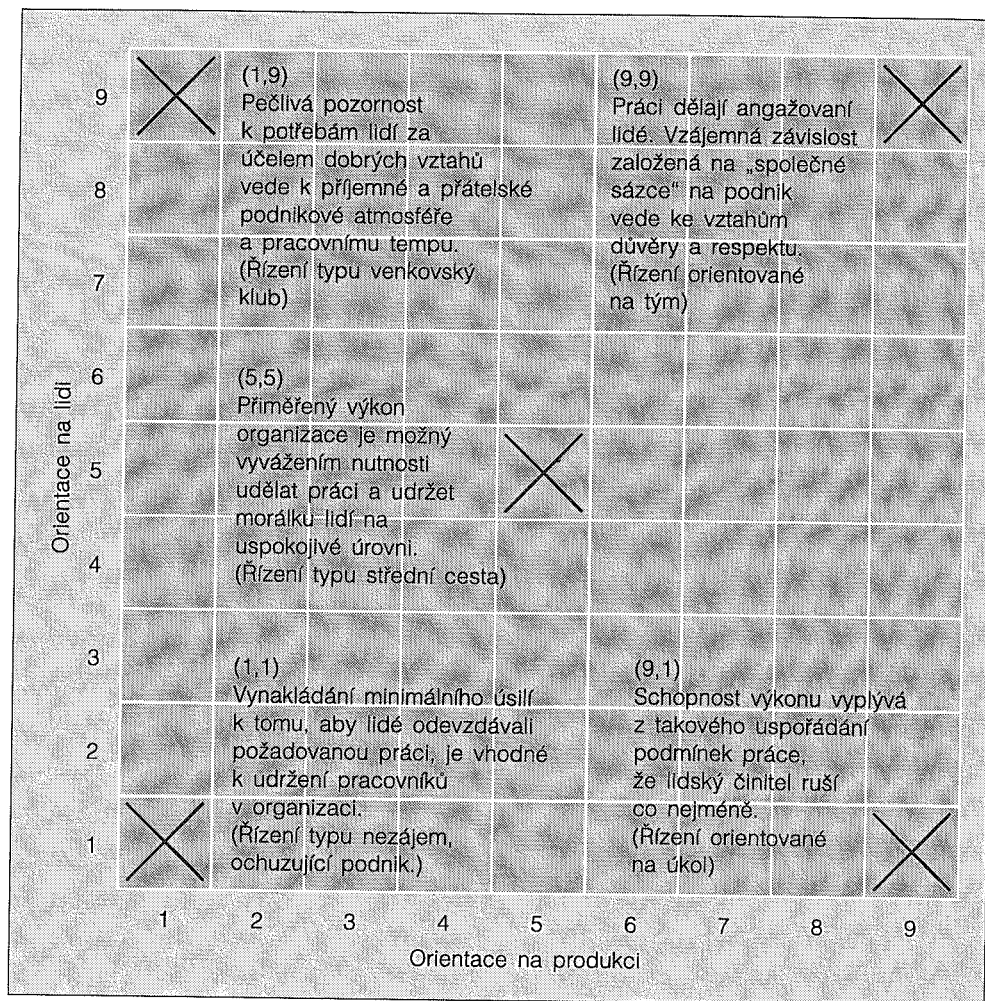 (1,9)
Pečlivá pozornost
k potřebám lidí za
účelem dobrých vztahů
vede k příjemné a přátelské
podnikové atmosféře
a pracovnímu tempu.
(Řízení typu venkovský
klub)
(9,9)
Práci dělají angažovaní
lidé. Vzájemná závislost
založená na „společné
sázce“ na podnik
vede ke vztahům
důvěry a respektu.
(Řízení orientované
na tým)
(5,5)
Přiměřený výkon
organizace je možný
vyvážením nutnosti
udělat práci a udržet
morálku lidí na
uspokojivé úrovni.
(Řízení typu střední cesta)
(1,1)
Vynakládání minimálního úsilí
k tomu, aby lidé odevzdávali
požadovanou práci, je vhodné
k udržení pracovníků
v organizaci.
(Řízení typu nezájem,
ochuzující podnik.)
(9,1)
Schopnost výkonu vyplývá
z takového uspořádání
podmínek práce,
že lidský činitel ruší
co nejméně.
(Řízení orientované
na úkol)
Orientace na lidi
9
8
7
6
5
4
3
2
1
1 2 3 4 5 6 7 8 9
Orientace na produkci